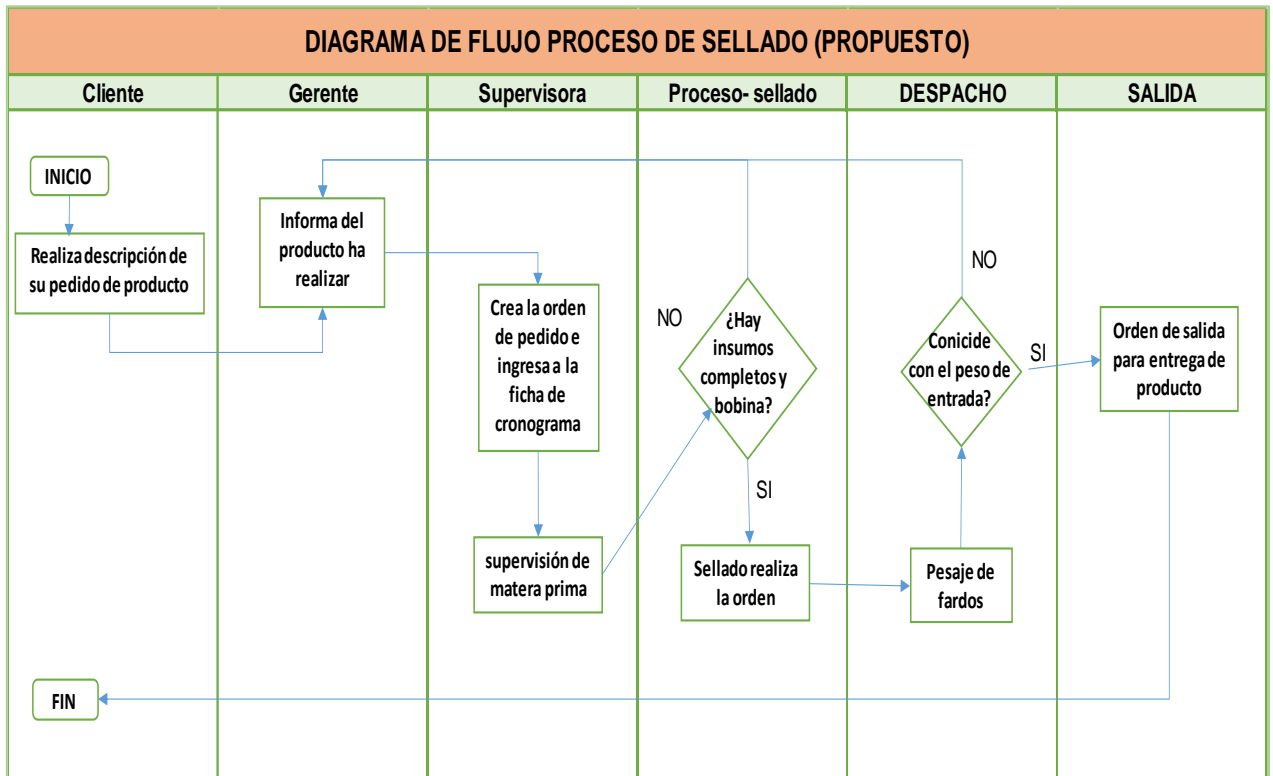 DIAGRAMA DE FLUJO PROCESO DE SELLADO (PROPUESTO)
Cliente
Gerente
Supervisora
Proceso- sellado
DESPACHO
SALIDA
INICIO
Realiza descripción de
su pedido de producto
Informa del
producto ha
realizar
Crea la orden
de pedido e
ingresa a la
ficha de
cronograma
supervisión de
matera prima
NO
¿Hay
insumos
completos y
bobina?
SI
Sellado realiza
la orden
Pesaje de
fardos
NO
Conicide
con el peso de
entrada?
SI
Orden de salida
para entrega de
producto
FIN